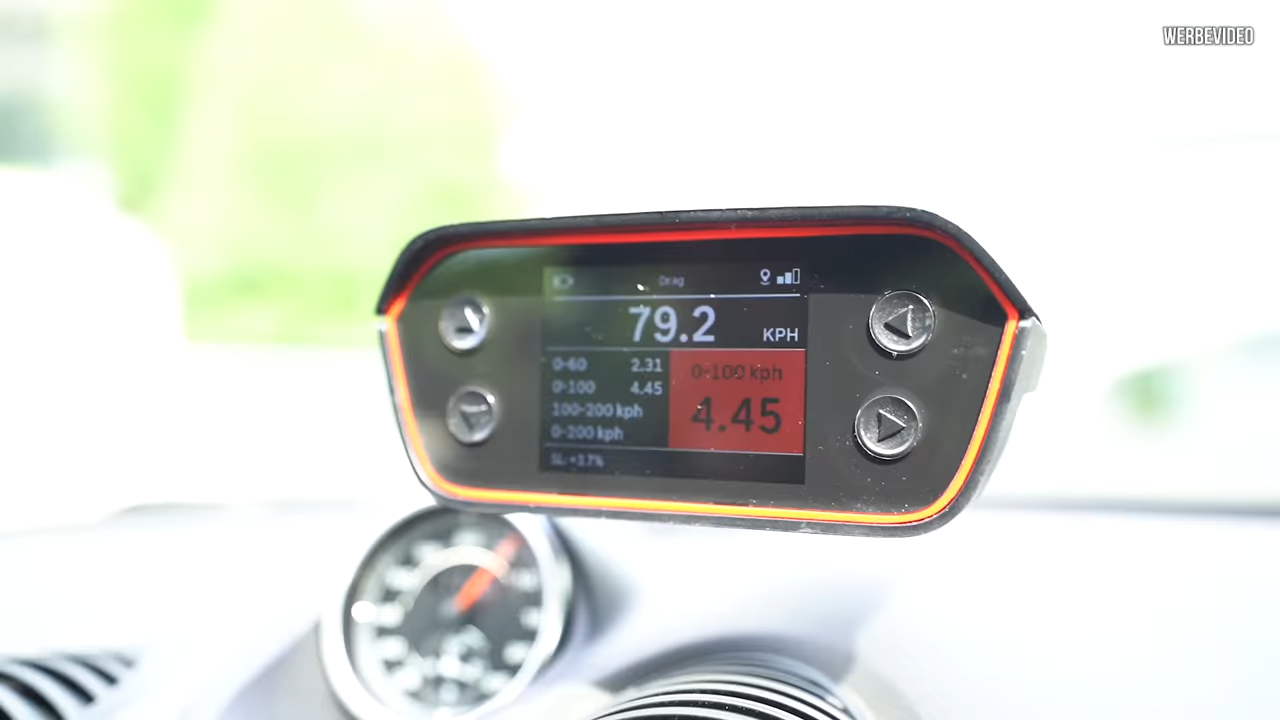 WERBEVIDEO
Drag
79.2 KPH
0-60 2.31
0-100 4.45
100-200 kph
0-200 kph
0-100 kph
4.45
SL: +3.7%